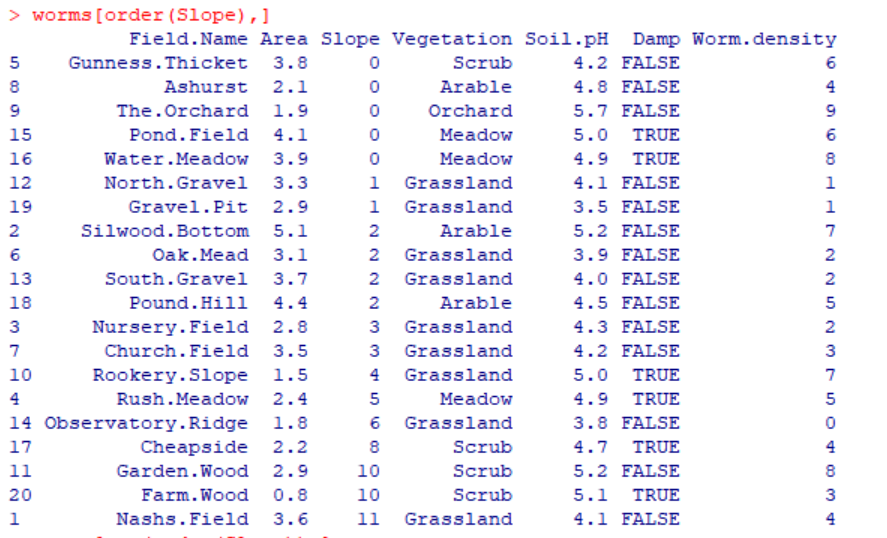 > worms[order(Slope),]
Field.Name Area Slope Vegetation Soil.pH Damp Worm.density
5 Gunness.Thicket 3.8 0 Scrub 4.2 FALSE 6
8 Ashurst 2.1 0 Arable 4.8 FALSE 4
9 The.Orchard 1.9 0 Orchard 5.7 FALSE 9
15 Pond.Field 4.1 0 Meadow 5.0 TRUE 6
16 Water.Meadow 3.9 0 Meadow 4.9 TRUE 8
12 North.Gravel 3.3 1 Grassland 4.1 FALSE 1
19 Gravel.Pit 2.9 1 Grassland 3.5 FALSE 1
2 Silwood.Bottom 5.1 2 Arable 5.2 FALSE 7
6 Oak.Mead 3.1 2 Grassland 3.9 FALSE 2
13 South.Gravel 3.7 2 Grassland 4.0 FALSE 2
18 Pound.Hill 4.4 2 Arable 4.5 FALSE 5
3 Nursery.Field 2.8 3 Grassland 4.3 FALSE 2
7 Church.Field 3.5 3 Grassland 4.2 FALSE 3
10 Rookery.Slope 1.5 4 Grassland 5.0 TRUE 7
4 Rush.Meadow 2.4 5 Meadow 4.9 TRUE 5
14 Observatory.Ridge 1.8 6 Grassland 3.8 FALSE 0
17 Cheapside 2.2 8 Scrub 4.7 TRUE 4
11 Garden.Wood 2.9 10 Scrub 5.2 FALSE 8
20 Farm.Wood 0.8 10 Scrub 5.1 TRUE 3
1 Nashs.Field 3.6 11 Grassland 4.1 FALSE 4